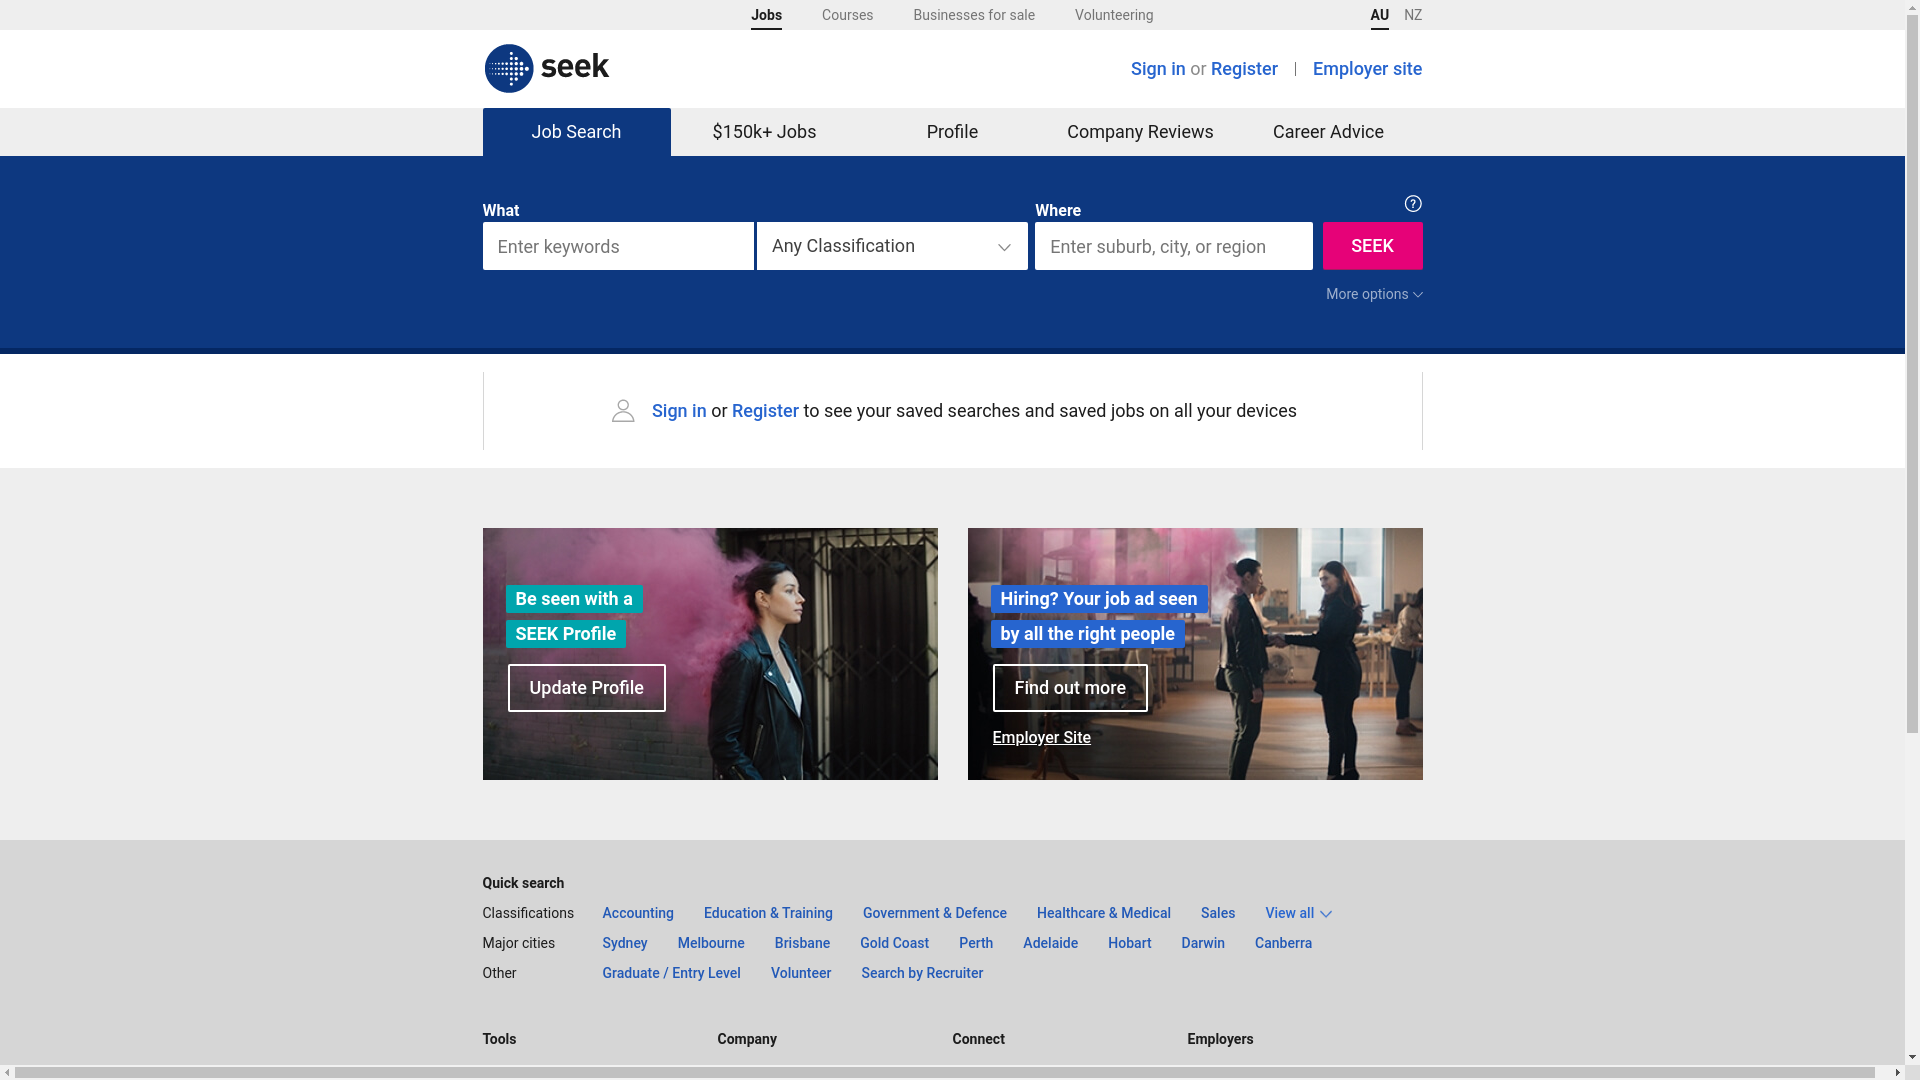 Jobs Courses Businesses for sale Volunteering AU NZ
seek
Sign in or Register Employer site
Job Search $150k+ Jobs Profile Company Reviews Career Advice
What Where ?
Enter keywords Any Classification Enter suburb, city, or region SEEK
More options
Sign in or Register to see your saved searches and saved jobs on all your devices
Be seen with a
SEEK Profile
Update Profile
Hiring? Your job ad seen
by all the right people
Find out more
Employer Site
Quick search
Classifications Accounting Education & Training Government & Defence Healthcare & Medical Sales View all
Major cities Sydney Melbourne Brisbane Gold Coast Perth Adelaide Hobart Darwin Canberra
Other Graduate / Entry Level Volunteer Search by Recruiter
Tools Company Connect Employers